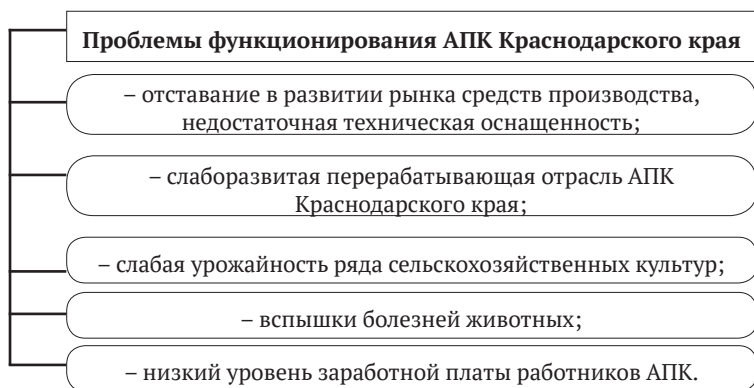 Проблемы функционирования АПК Краснодарского края
– отставание в развитии рынка средств производства,
недостаточная техническая оснащенность;
– слаборазвитая перерабатывающая отрасль АПК
Краснодарского края;
– слабая урожайность ряда сельскохозяйственных культур;
– вспышки болезней животных;
– низкий уровень заработной платы работников АПК.